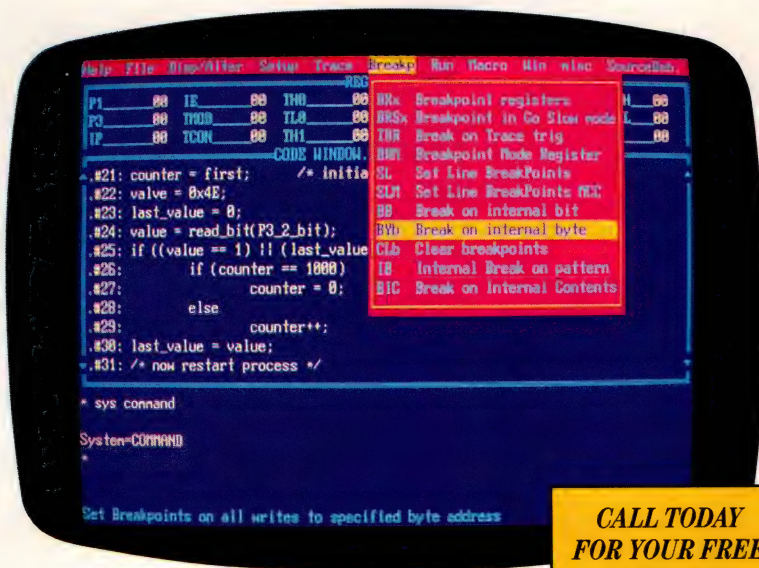 Help File Disp/Alter Setup Trace Breakp Run Macro Win misc SourceDeb.
REG
P1 00 IE 00 TH0 00
P3 00 TMOD 00 TL0 00
IP 00 TCON 00 TH1 00
H 00
L 00
00
BRx Breakpoint registers
BRSx Breakpoint in Go Slow mode
TBR Break on Trace trig
BRM Breakpoint Mode Register
SL Set Line BreakPoints
SLM Set Line BreakPoints MCC
BB Break on internal bit
BYb Break on internal byte
CLb Clear breakpoints
IB Internal Break on pattern
BIC Break on Internal Contents
CODE WINDOW.
.#21: counter = first; /* initia
.#22: valve = 0x4E;
.#23: last_value = 0;
.#24: value = read_bit(P3_2_bit);
.#25: if ((value == 1) || (last_value
.#26: if (counter == 1000)
.#27: counter = 0;
.#28: else
.#29: counter++;
.#30: last_value = value;
.#31: /* now restart process */
* sys command
System=COMMAND
*
Set Breakpoints on all writes to specified byte address
CALL TODAY
FOR YOUR FREE